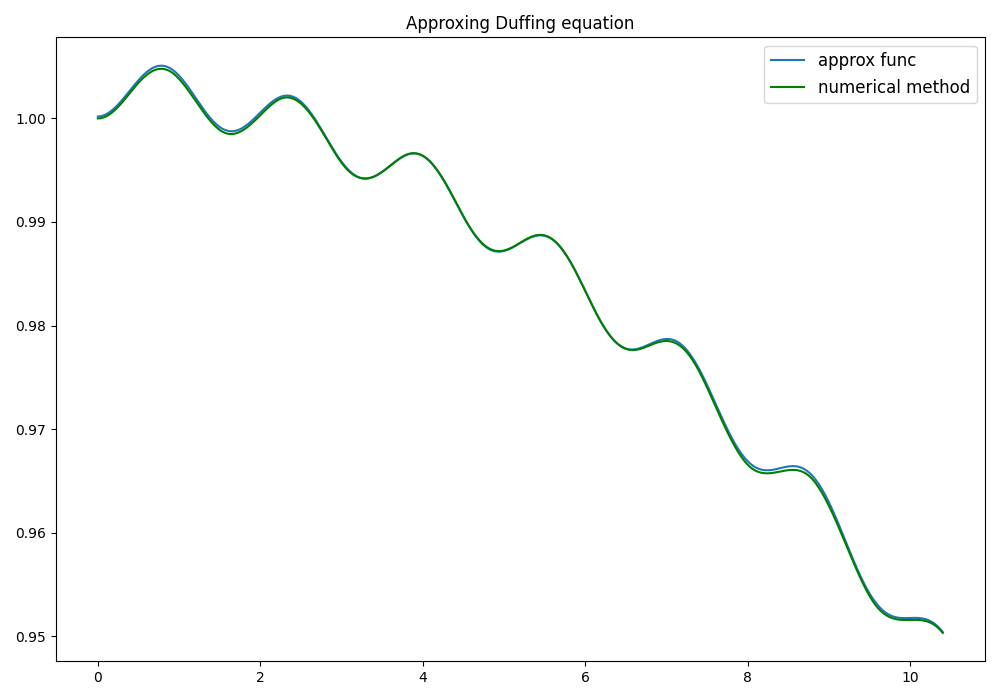 Approxing Duffing equation
approx func
numerical method
1.00
0.99
0.98
0.97
0.96
0.95
0 2 4 6 8 10